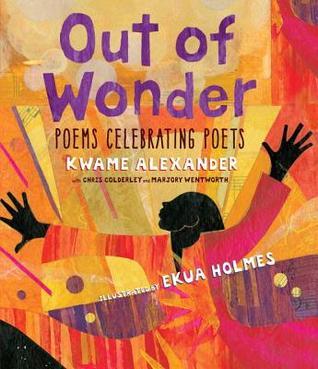 Out of
Wonder
POEMS CELEBRATING POETS
KWAME ALEXANDER
with CHRIS COLDERLEY and MARJORY WENTWORTH
ILLUSTRATED BY EKUA HOLMES